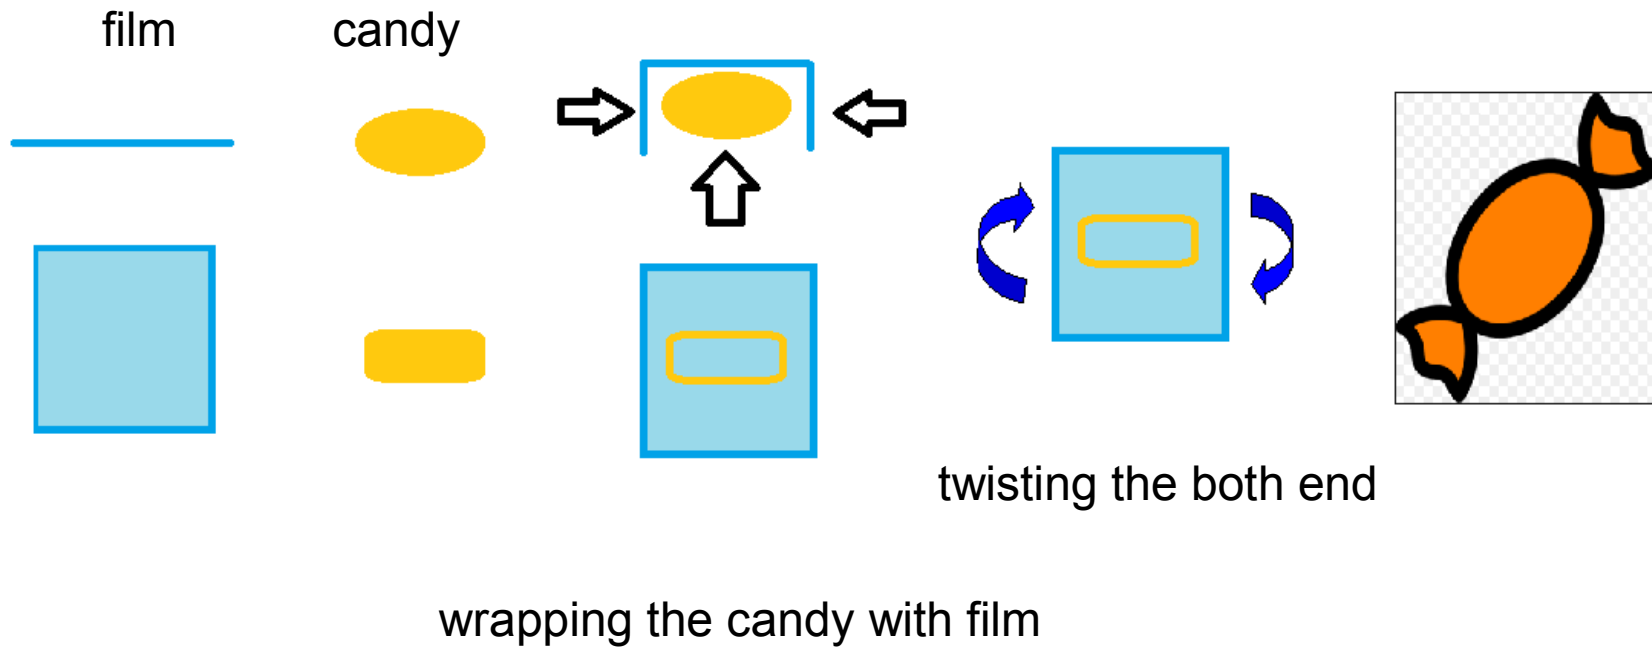 film
candy
twisting the both end
wrapping the candy with film